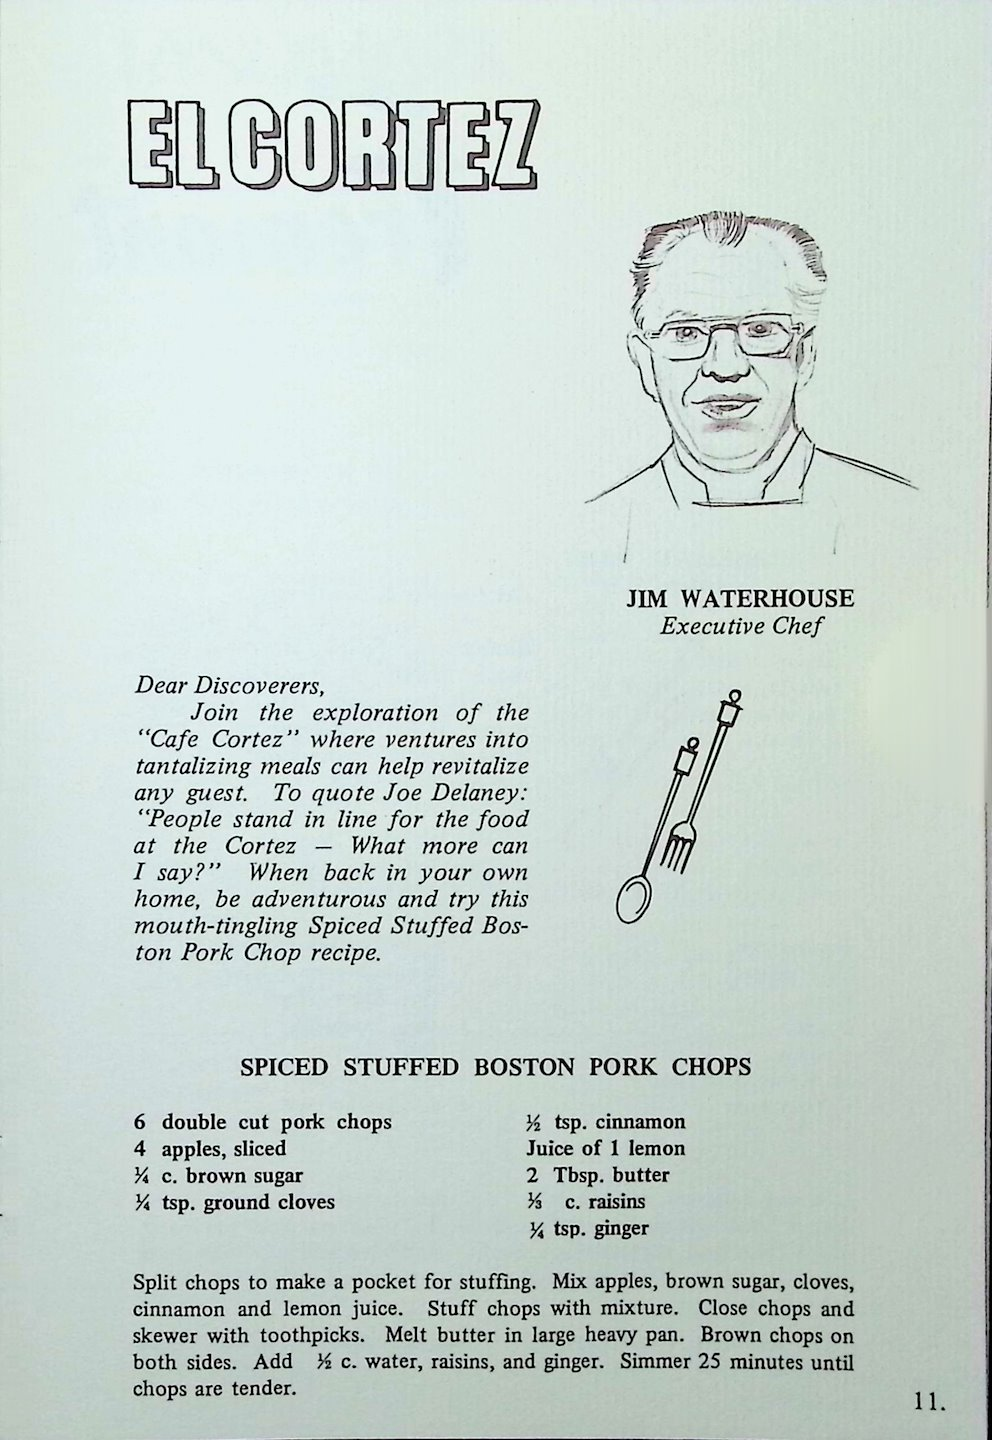 EL CORTEZ
JIM WATERHOUSE
Executive Chef
Dear Discoverers,
Join the exploration of the
“Cafe Cortez” where ventures into
tantalizing meals can help revitalize
any guest. To quote Joe Delaney:
“People stand in line for the food
at the Cortez — What more can
I say?” When back in your own
home, be adventurous and try this
mouth-tingling Spiced Stuffed Bos-
ton Pork Chop recipe.
SPICED STUFFED BOSTON PORK CHOPS
6 double cut pork chops
4 apples, sliced
¼ c. brown sugar
¼ tsp. ground cloves
½ tsp. cinnamon
Juice of 1 lemon
2 Tbsp. butter
⅓ c. raisins
¼ tsp. ginger
Split chops to make a pocket for stuffing. Mix apples, brown sugar, cloves,
cinnamon and lemon juice. Stuff chops with mixture. Close chops and
skewer with toothpicks. Melt butter in large heavy pan. Brown chops on
both sides. Add ½ c. water, raisins, and ginger. Simmer 25 minutes until
chops are tender.
11.